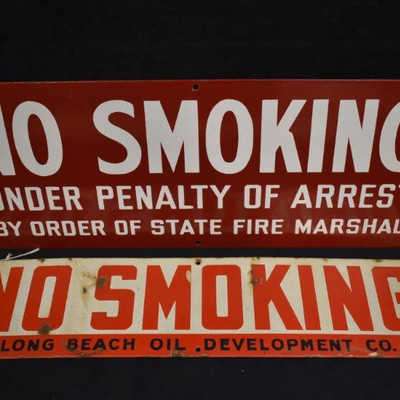 NO SMOKING
UNDER PENALTY OF ARREST
BY ORDER OF STATE FIRE MARSHAL
NO SMOKING
LONG BEACH OIL DEVELOPMENT CO.